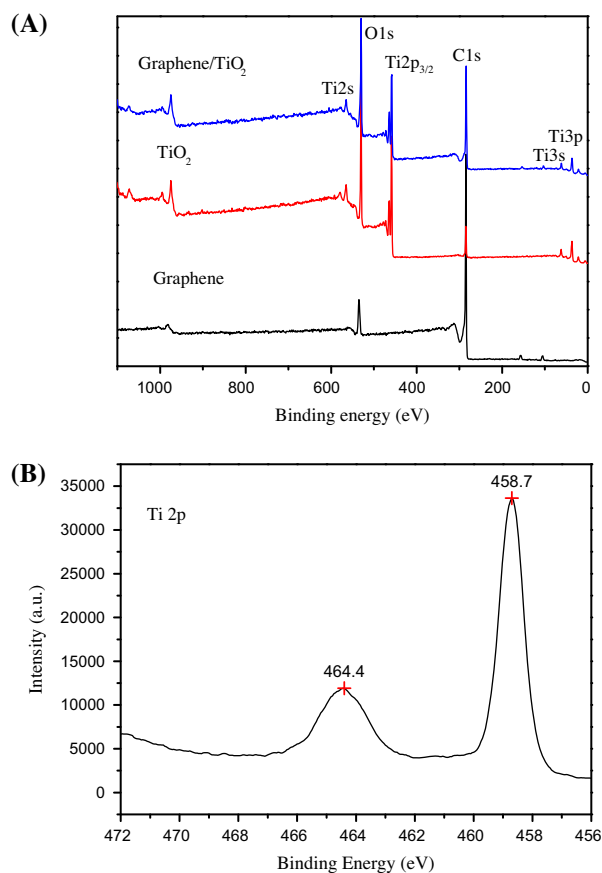 (A)
O1s
Graphene/TiO2
Ti2p3/2
C1s
Ti2s
TiO2
Ti3p
Ti3s
Graphene
1000 800 600 400 200 0
Binding energy (eV)
(B)
458.7
35000
Ti 2p
30000
25000
Intensity (a.u.)
20000
15000
464.4
10000
5000
0
472 470 468 466 464 462 460 458 456
Binding Energy (eV)